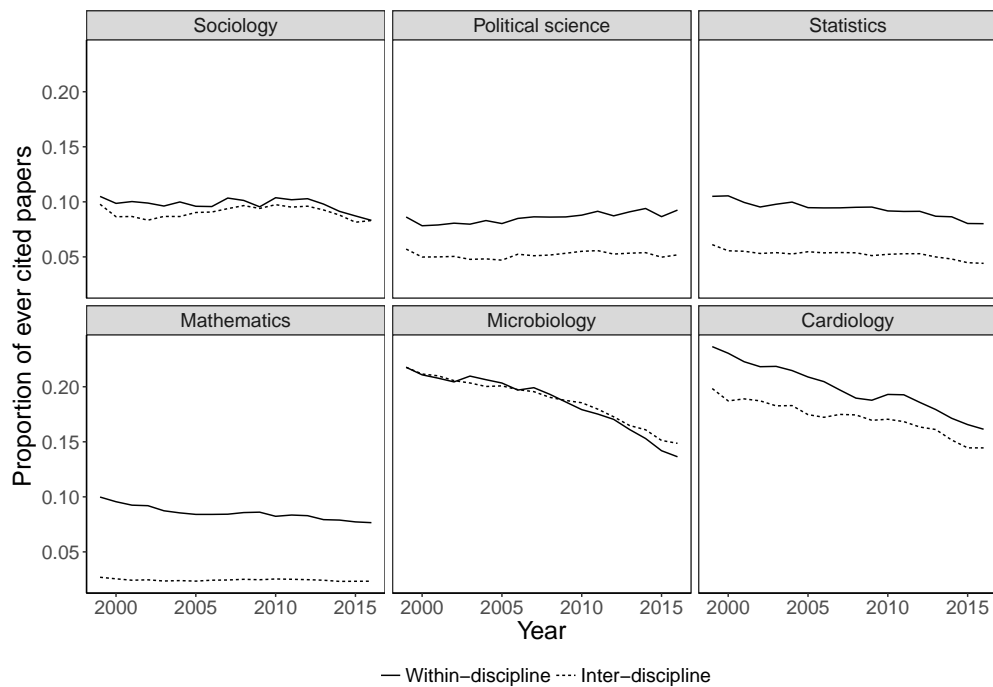 Sociology
Political science
Statistics
0.20
0.15
0.10
0.05
Mathematics
Microbiology
Cardiology
0.20
0.15
0.10
0.05
2000 2005 2010 2015
2000 2005 2010 2015
2000 2005 2010 2015
Proportion of ever cited papers
Year
Within−discipline
Inter−discipline